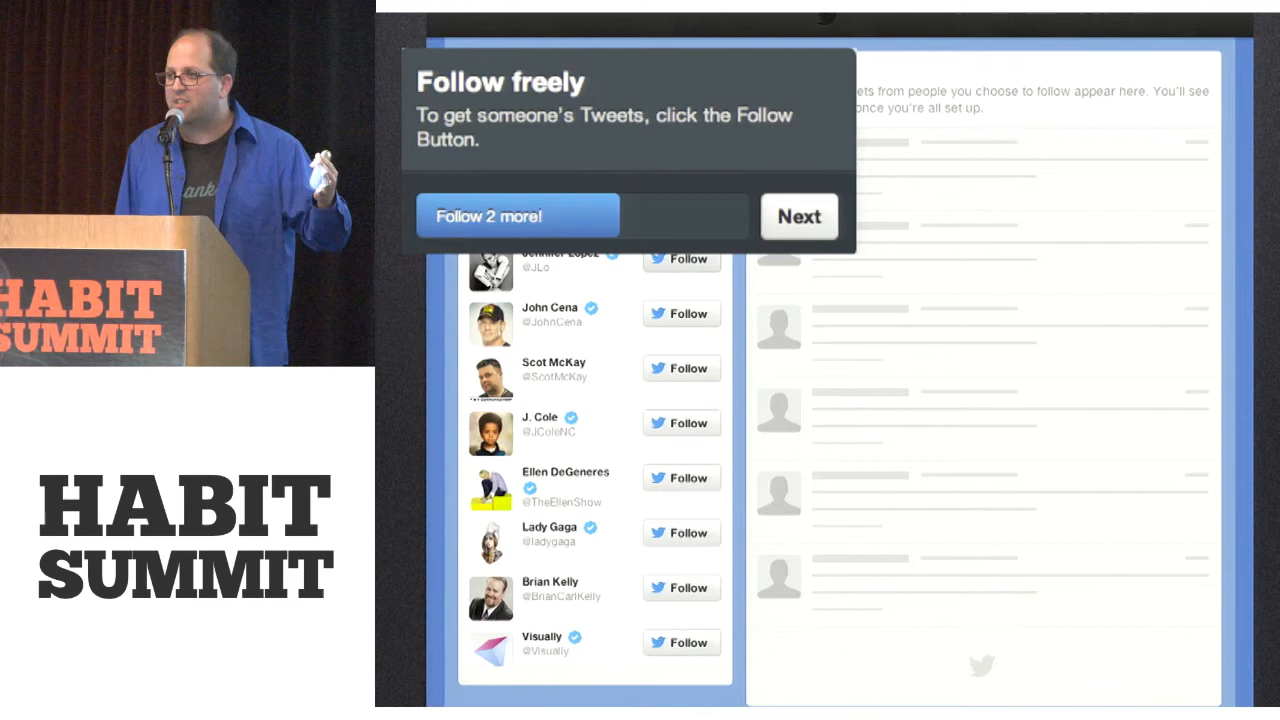 ank
HABIT
SUMMIT
HABIT
SUMMIT
Follow freely
To get someone's Tweets, click the Follow
Button.
Follow 2 more!
Next
ets from people you choose to follow appear here. You'll see
once you're all set up.
Jennifer Lopez
@JLo
Follow
John Cena
@JohnCena
Follow
Scot McKay
@ScotMcKay
Follow
J. Cole
@JColeNC
Follow
Ellen DeGeneres
@TheEllenShow
Follow
Lady Gaga
@ladygaga
Follow
Brian Kelly
@BrianCarlKelly
Follow
Visually
@Visually
Follow